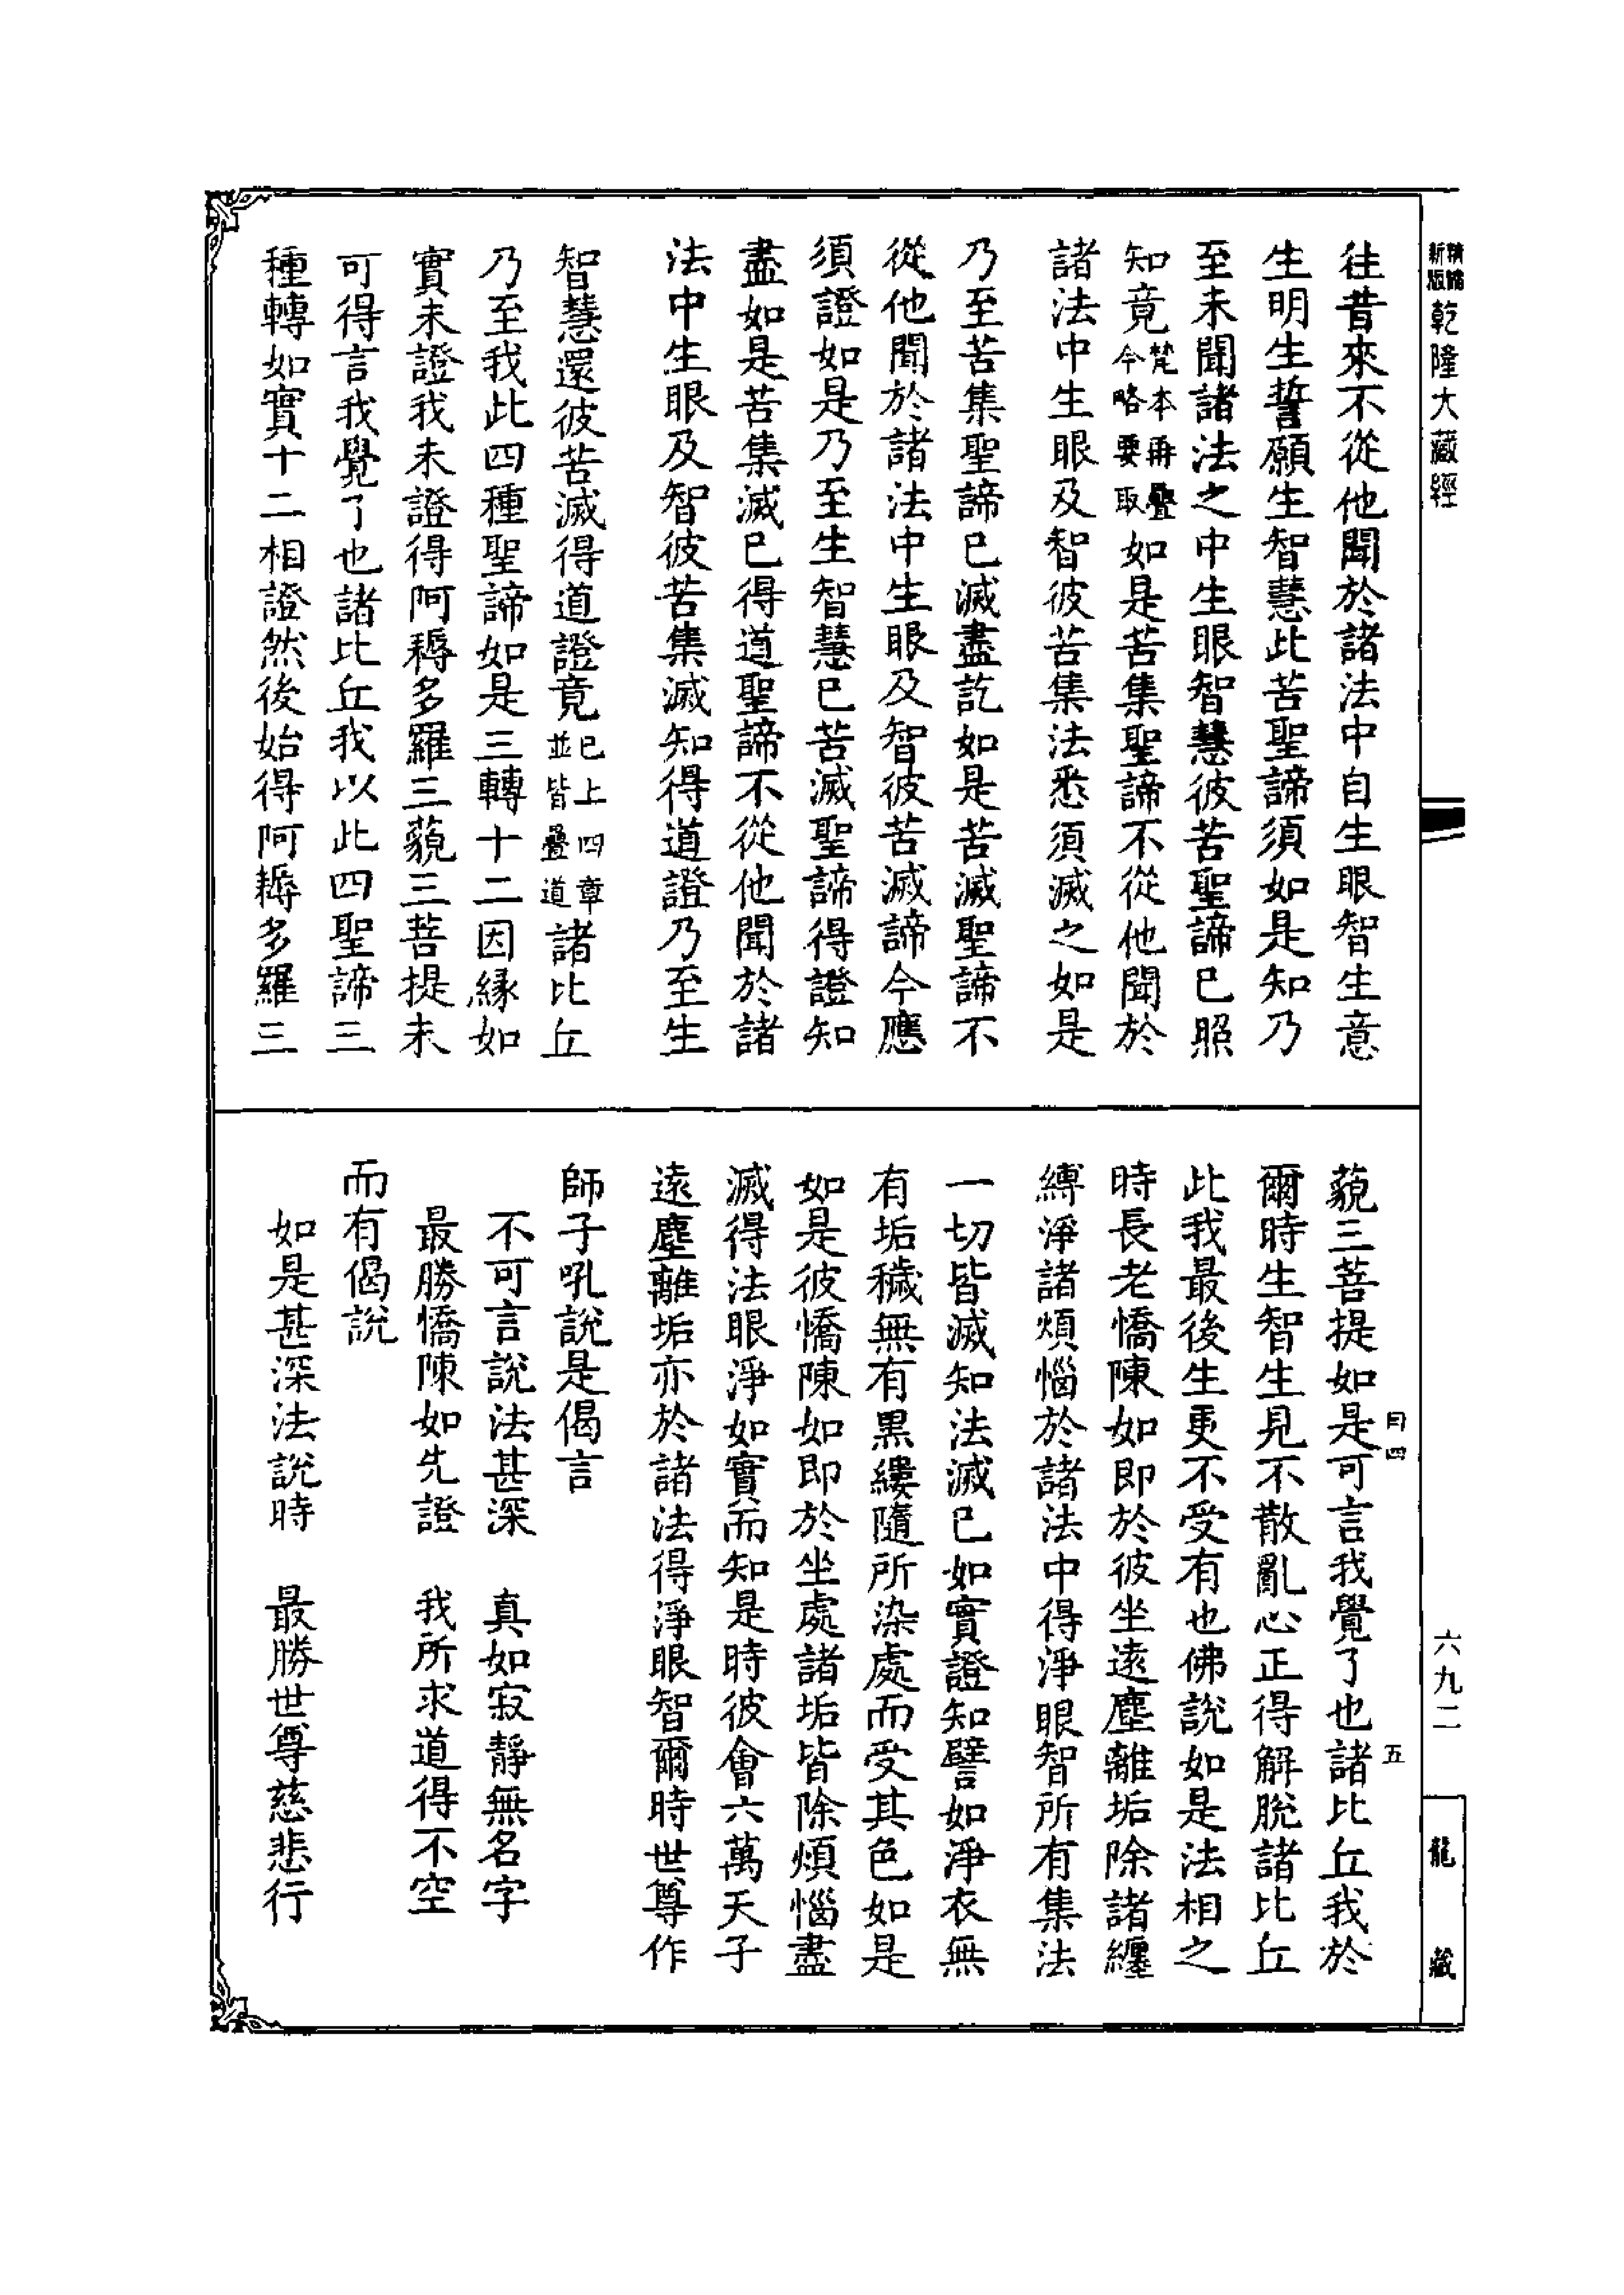 新版精縮乾隆大藏經
往昔來不從他聞於諸法中自生眼智生意
生明生誓願生智慧此苦聖諦須如是知乃
至未聞諸法之中生眼智慧彼苦聖諦已照
知竟梵本再疊今略要取如是苦集聖諦不從他聞於
諸法中生眼及智彼苦集法悉須滅之如是
乃至苦集聖諦已滅盡訖如是苦滅聖諦不
從他聞於諸法中生眼及智彼苦滅諦今應
須證如是乃至生智慧已苦滅聖諦得證知
盡如是苦集滅已得道聖諦不從他聞於諸
法中生眼及智彼苦集滅知得道證乃至生
智慧還彼苦滅得道證竟已上四章並皆疊道諸比丘
乃至我此四種聖諦如是三轉十二因緣如
實未證我未證得阿耨多羅三藐三菩提未
可得言我覺了也諸比丘我以此四聖諦三
種轉如實十二相證然後始得阿耨多羅三
藐三菩提如是可言我覺了也諸比丘我於
爾時生智生見不散亂心正得解脫諸比丘
此我最後生更不受有也佛說如是法相之
時長老憍陳如即於彼坐遠塵離垢除諸纏
縛淨諸煩惱於諸法中得淨眼智所有集法
一切皆滅知法滅已如實證知譬如淨衣無
有垢穢無有黑縷隨所染處而受其色如是
如是彼憍陳如即於坐處諸垢皆除煩惱盡
滅得法眼淨如實而知是時彼會六萬天子
遠塵離垢亦於諸法得淨眼智爾時世尊作
師子吼說是偈言
不可言說法甚深　真如寂靜無名字
最勝憍陳如先證　我所求道得不空
而有偈說
如是甚深法說時　最勝世尊慈悲行
四
五
六九二
龍藏